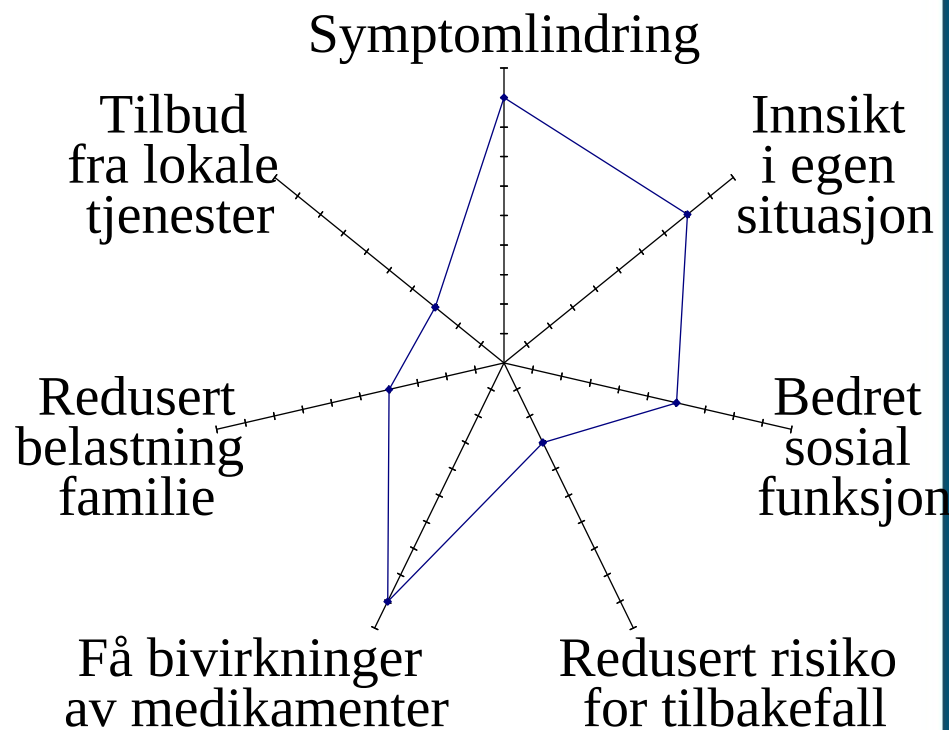 Symptomlindring
Innsikt
i egen
situasjon
Bedret
sosial
funksjon
Redusert risiko
for tilbakefall
Få bivirkninger
av medikamenter
Redusert
belastning
familie
Tilbud
fra lokale
tjenester